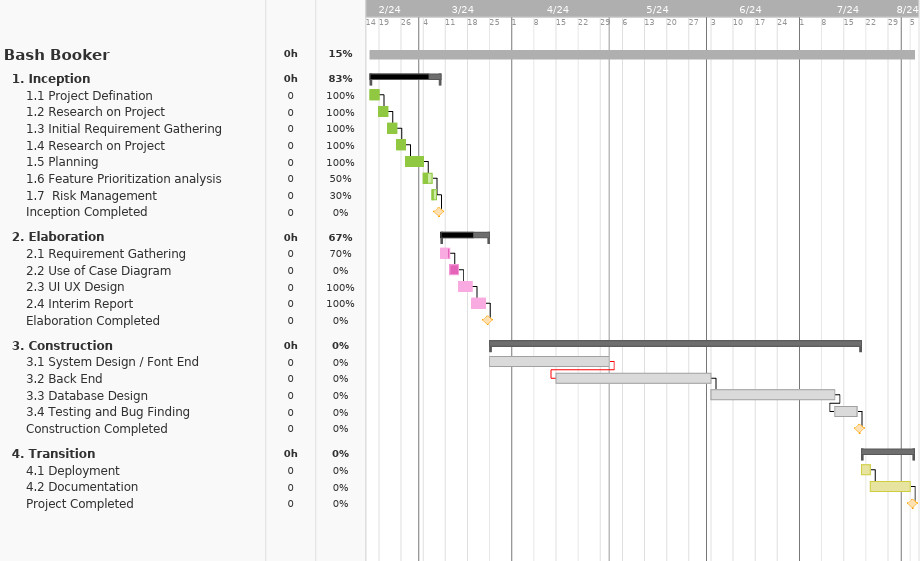 2/24 3/24 4/24 5/24 6/24 7/24 8/24
14 19 26 4 11 18 25 1 8 15 22 29 6 13 20 27 3 10 17 24 1 8 15 22 29 5
Bash Booker 0h 15%
1. Inception 0h 83%
1.1 Project Defination 0 100%
1.2 Research on Project 0 100%
1.3 Initial Requirement Gathering 0 100%
1.4 Research on Project 0 100%
1.5 Planning 0 100%
1.6 Feature Prioritization analysis 0 50%
1.7 Risk Management 0 30%
Inception Completed 0 0%
2. Elaboration 0h 67%
2.1 Requirement Gathering 0 70%
2.2 Use of Case Diagram 0 0%
2.3 UI UX Design 0 100%
2.4 Interim Report 0 100%
Elaboration Completed 0 0%
3. Construction 0h 0%
3.1 System Design / Font End 0 0%
3.2 Back End 0 0%
3.3 Database Design 0 0%
3.4 Testing and Bug Finding 0 0%
Construction Completed 0 0%
4. Transition 0h 0%
4.1 Deployment 0 0%
4.2 Documentation 0 0%
Project Completed 0 0%